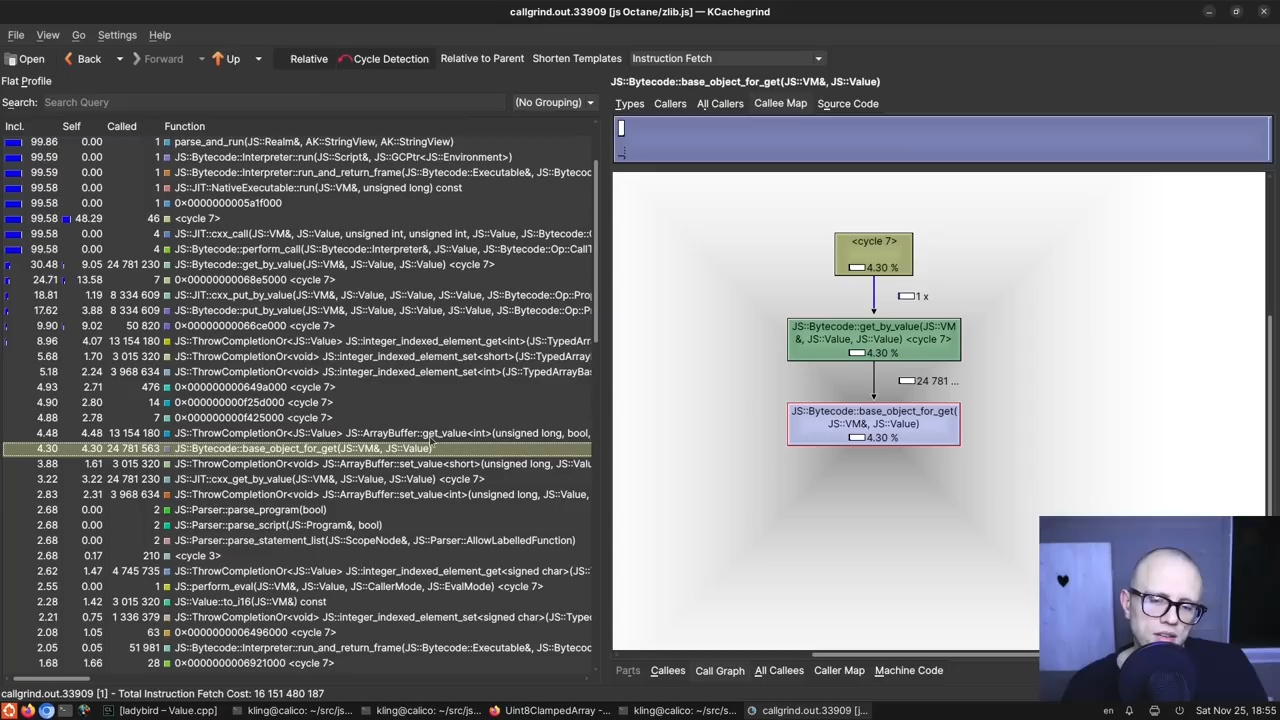 callgrind.out.33909 [js Octane/zlib.js] — KCachegrind
File View Go Settings Help
Open Back Forward Up Relative Cycle Detection Relative to Parent Shorten Templates Instruction Fetch
Flat Profile
Search: Search Query (No Grouping)
Incl. Self Called Function
99.86 0.00 1 parse_and_run(JS::Realm&, AK::StringView, AK::StringView)
99.59 0.00 1 JS::Bytecode::Interpreter::run(JS::Script&, JS::GCPtr<JS::Environment>)
99.59 0.00 1 JS::Bytecode::Interpreter::run_and_return_frame(JS::Bytecode::Executable&, JS::Bytecod
99.58 0.00 1 JS::JIT::NativeExecutable::run(JS::VM&, unsigned long) const
99.58 0.00 1 0x0000000005a1f000
99.58 48.29 46 <cycle 7>
99.58 0.00 4 JS::JIT::cxx_call(JS::VM&, JS::Value, unsigned int, unsigned int, JS::Value, JS::Bytecode::O
99.58 0.00 4 JS::Bytecode::perform_call(JS::Bytecode::Interpreter&, JS::Value, JS::Bytecode::Op::CallT
30.48 9.05 24 781 230 JS::Bytecode::get_by_value(JS::VM&, JS::Value, JS::Value) <cycle 7>
24.71 13.58 7 0x00000000068e5000 <cycle 7>
18.81 1.19 8 334 609 JS::JIT::cxx_put_by_value(JS::VM&, JS::Value, JS::Value, JS::Value, JS::Bytecode::Op::Pro
17.62 3.88 8 334 609 JS::Bytecode::put_by_value(JS::VM&, JS::Value, JS::Value, JS::Value, JS::Bytecode::Op::
9.90 9.02 50 820 0x00000000066ce000 <cycle 7>
8.96 4.07 13 154 180 JS::ThrowCompletionOr<JS::Value> JS::integer_indexed_element_get<int>(JS::TypedArray
5.68 1.70 3 015 320 JS::ThrowCompletionOr<void> JS::integer_indexed_element_set<short>(JS::TypedArrayB
5.18 2.24 3 968 634 JS::ThrowCompletionOr<void> JS::integer_indexed_element_set<int>(JS::TypedArrayBas
4.93 2.71 476 0x000000000649a000 <cycle 7>
4.90 2.80 14 0x000000000f25d000 <cycle 7>
4.88 2.78 7 0x000000000f425000 <cycle 7>
4.48 4.48 13 154 180 JS::ThrowCompletionOr<JS::Value> JS::ArrayBuffer::get_value<int>(unsigned long, bool,
4.30 4.30 24 781 563 JS::Bytecode::base_object_for_get(JS::VM&, JS::Value)
3.88 1.61 3 015 320 JS::ThrowCompletionOr<void> JS::ArrayBuffer::set_value<short>(unsigned long, JS::Valu
3.22 3.22 24 781 230 JS::JIT::cxx_get_by_value(JS::VM&, JS::Value, JS::Value) <cycle 7>
2.83 2.31 3 968 634 JS::ThrowCompletionOr<void> JS::ArrayBuffer::set_value<int>(unsigned long, JS::Value,
2.68 0.00 2 JS::Parser::parse_program(bool)
2.68 0.00 2 JS::Parser::parse_script(JS::Program&, bool)
2.68 0.00 2 JS::Parser::parse_statement_list(JS::ScopeNode&, JS::Parser::AllowLabelledFunction)
2.68 0.17 210 <cycle 3>
2.62 1.47 4 745 735 JS::ThrowCompletionOr<JS::Value> JS::integer_indexed_element_get<signed char>(JS::
2.55 0.00 1 JS::perform_eval(JS::VM&, JS::Value, JS::CallerMode, JS::EvalMode) <cycle 7>
2.28 1.42 3 015 320 JS::Value::to_i16(JS::VM&) const
2.21 0.75 1 336 379 JS::ThrowCompletionOr<void> JS::integer_indexed_element_set<signed char>(JS::Type
2.08 1.05 63 0x0000000006496000 <cycle 7>
2.05 0.05 51 981 JS::Bytecode::Interpreter::run_and_return_frame(JS::Bytecode::Executable&, JS::Bytec
1.68 1.66 28 0x0000000006921000 <cycle 7>
JS::Bytecode::base_object_for_get(JS::VM&, JS::Value)
Types Callers All Callers Callee Map Source Code
<cycle 7>
4.30 %
1 x
JS::Bytecode::get_by_value(JS::VM
&, JS::Value, JS::Value) <cycle 7>
4.30 %
24 781 ...
JS::Bytecode::base_object_for_get(
JS::VM&, JS::Value)
4.30 %
Parts Callees Call Graph All Callees Caller Map Machine Code
callgrind.out.33909 [1] - Total Instruction Fetch Cost: 16 151 480 187
[ladybird – Value.cpp] kling@calico: ~/src/js... kling@calico: ~/src/js... Uint8ClampedArray -... kling@calico: ~/src/js... callgrind.out.33909 [j... en Sat Nov 25, 18:55